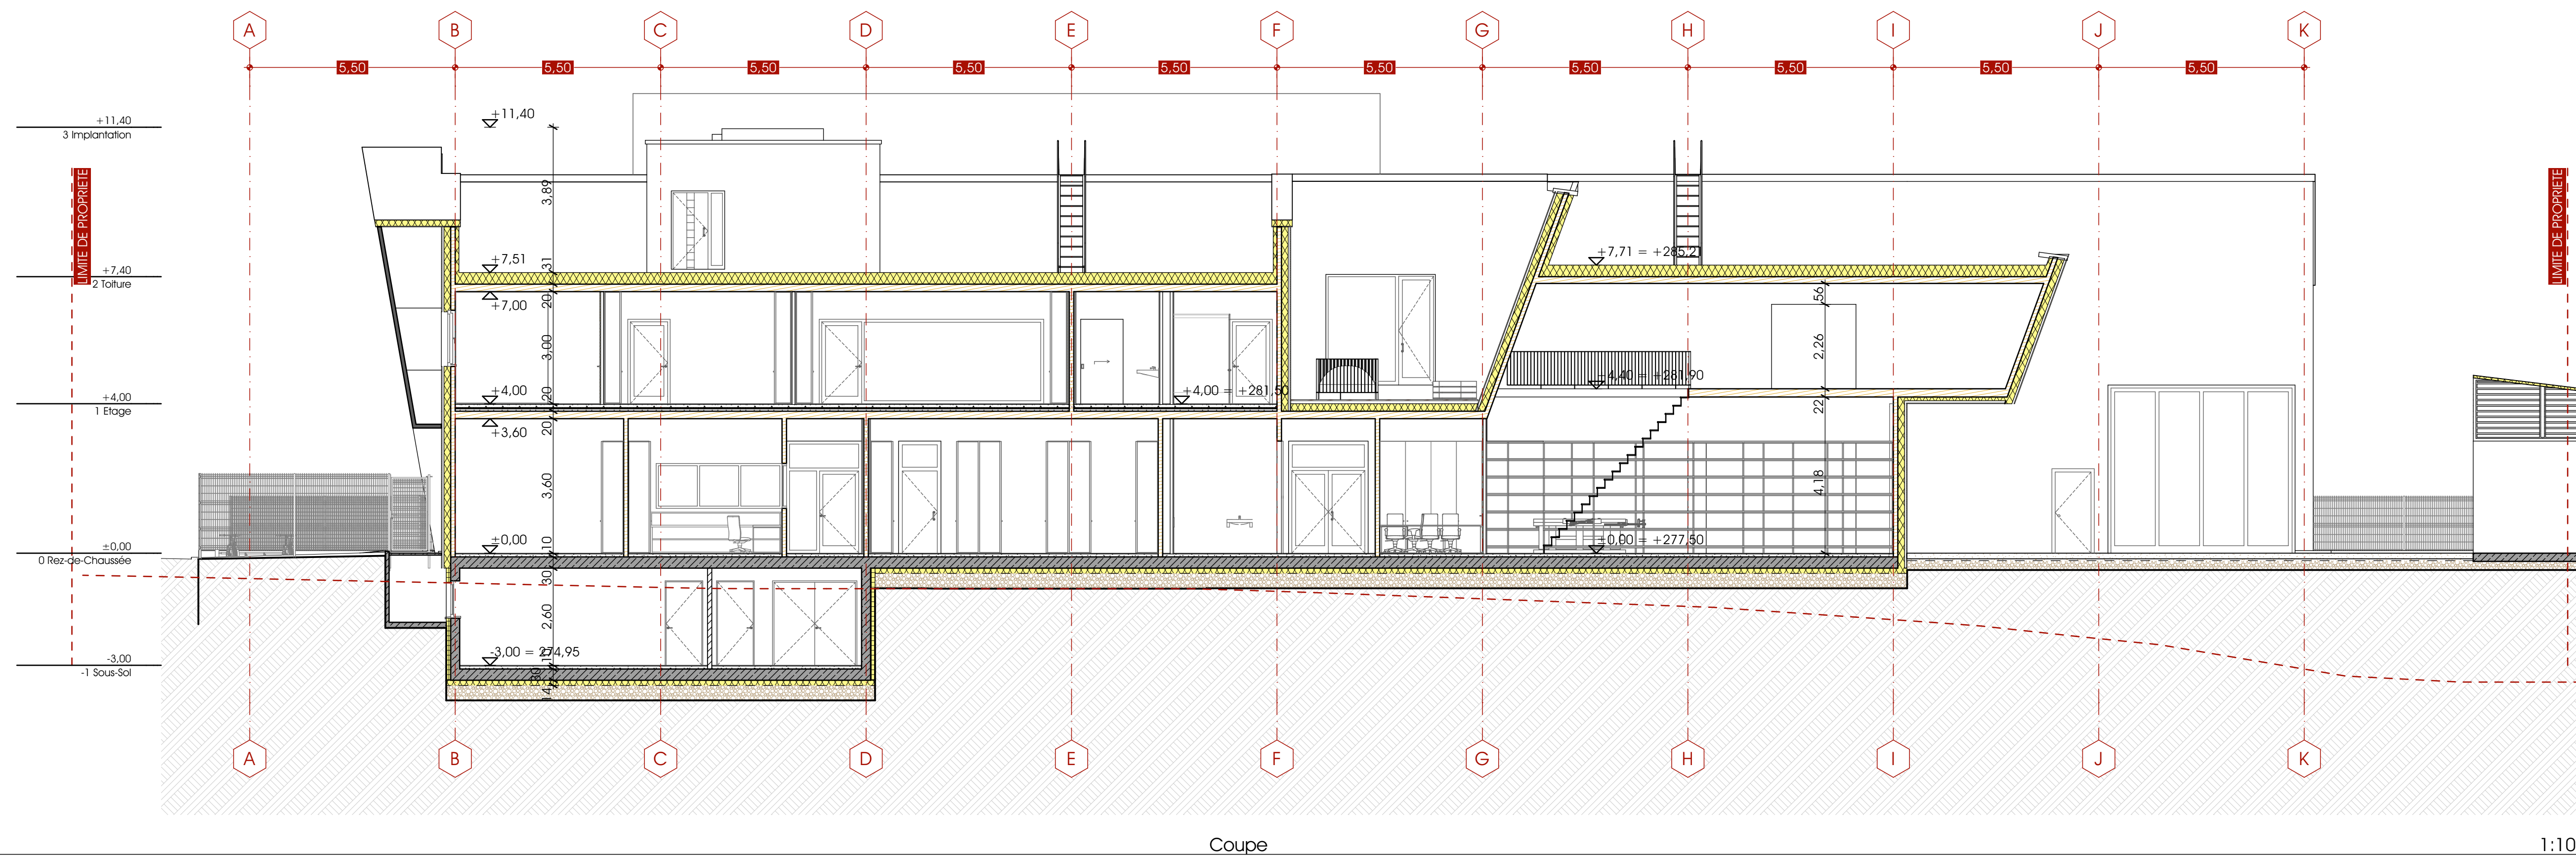 A B C D E F G H I J K
5,50 5,50 5,50 5,50 5,50 5,50 5,50 5,50 5,50 5,50
+11,40
3 Implantation
+11,40
LIMITE DE PROPRIETE
LIMITE DE PROPRIETE
3,89
+7,51
31
+7,71 = +285,21
+7,40
2 Toiture
20
+7,00
56
3,00
2,26
+4,00
1 Etage
+4,00
20
+4,00 = +281,50
+4,40 = +281,90
22
+3,60
20
3,60
4,18
±0,00
0 Rez-de-Chaussée
±0,00
10
±0,00 = +277,50
30
2,60
-3,00
-1 Sous-Sol
-3,00 = 274,95
10
30
14
A B C D E F G H I J K
Coupe
1:10